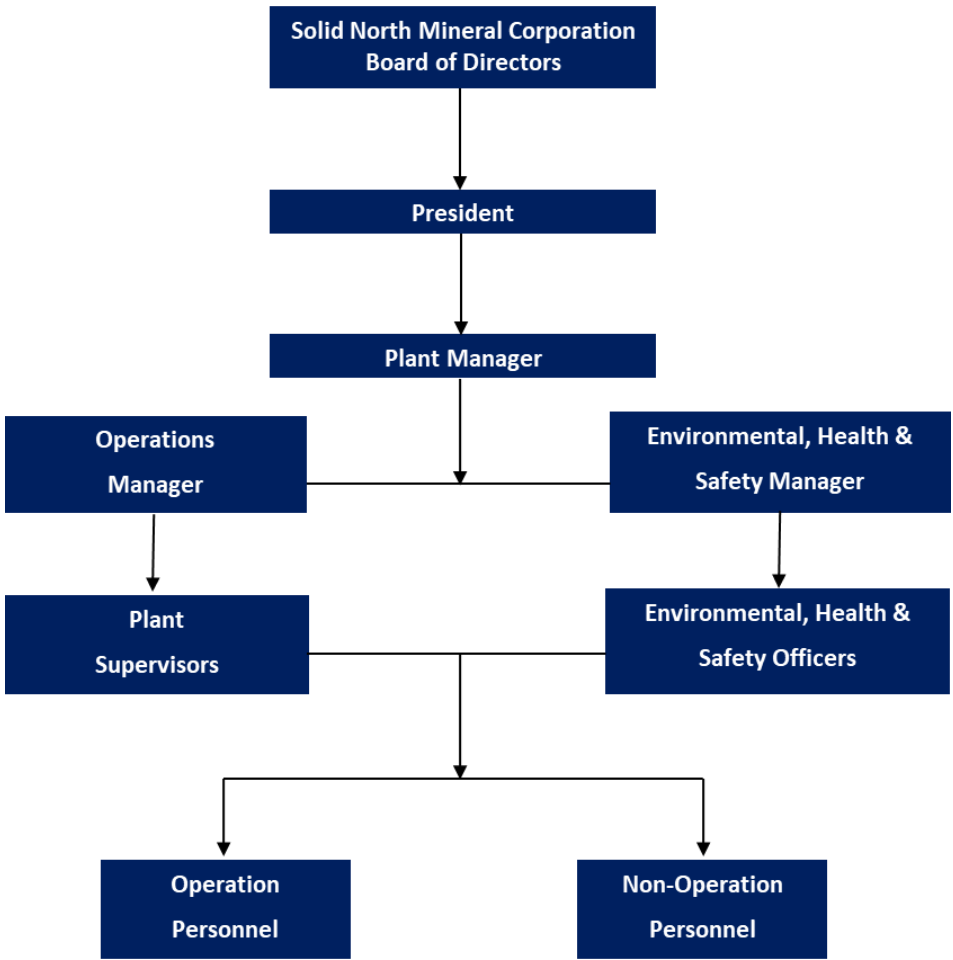 Solid North Mineral Corporation
Board of Directors
President
Plant Manager
Operations
Manager
Environmental, Health &
Safety Manager
Plant
Supervisors
Environmental, Health &
Safety Officers
Operation
Personnel
Non-Operation
Personnel